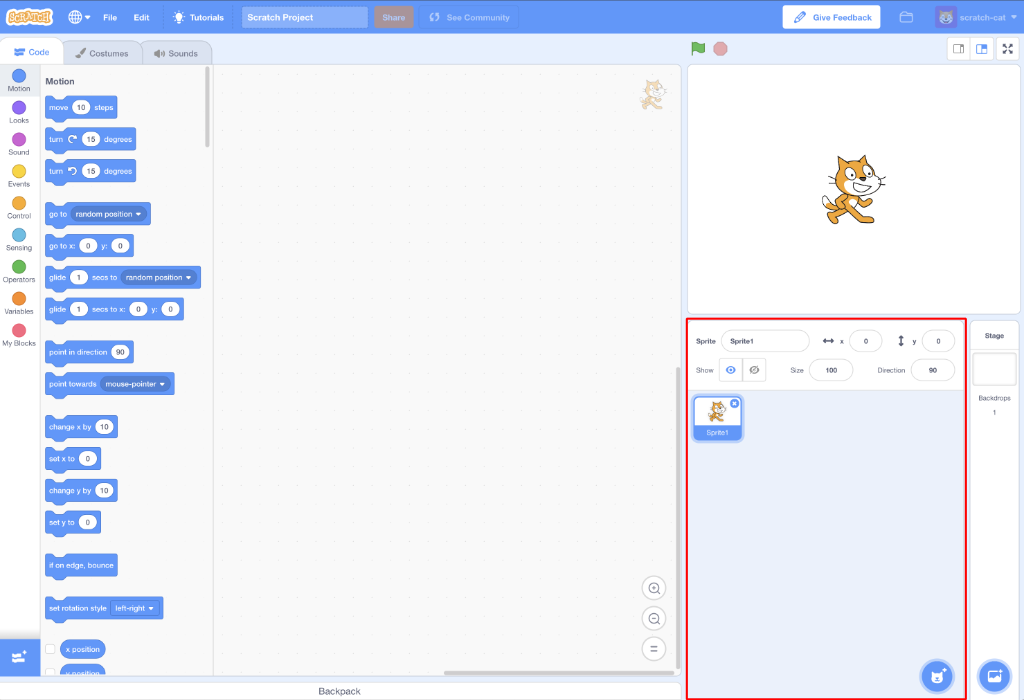 SCRATCH
File Edit Tutorials Scratch Project Share See Community Give Feedback scratch-cat
Code Costumes Sounds
Motion
Looks
Sound
Events
Control
Sensing
Operators
Variables
My Blocks
Motion
move 10 steps
turn 15 degrees
turn 15 degrees
go to random position
go to x: 0 y: 0
glide 1 secs to random position
glide 1 secs to x: 0 y: 0
point in direction 90
point towards mouse-pointer
change x by 10
set x to 0
change y by 10
set y to 0
if on edge, bounce
set rotation style left-right
x position
y position
Backpack
Sprite Sprite1 x 0 y 0
Show Size 100 Direction 90
Sprite1
Stage
Backdrops
1